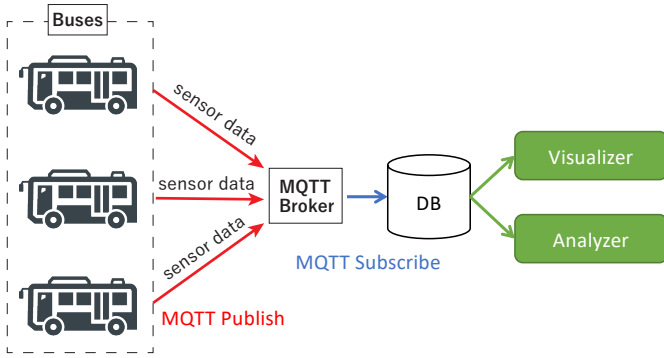 Buses
sensor data
sensor data
sensor data
MQTT Publish
MQTT
Broker
MQTT Subscribe
DB
Visualizer
Analyzer